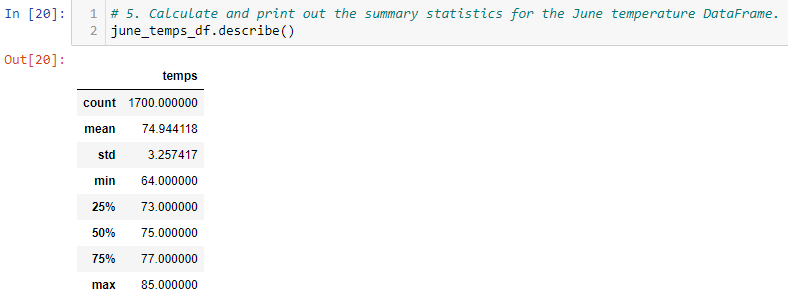 In [20]: 1 # 5. Calculate and print out the summary statistics for the June temperature DataFrame.
2 june_temps_df.describe()
Out[20]:
temps
count 1700.000000
mean 74.944118
std 3.257417
min 64.000000
25% 73.000000
50% 75.000000
75% 77.000000
max 85.000000